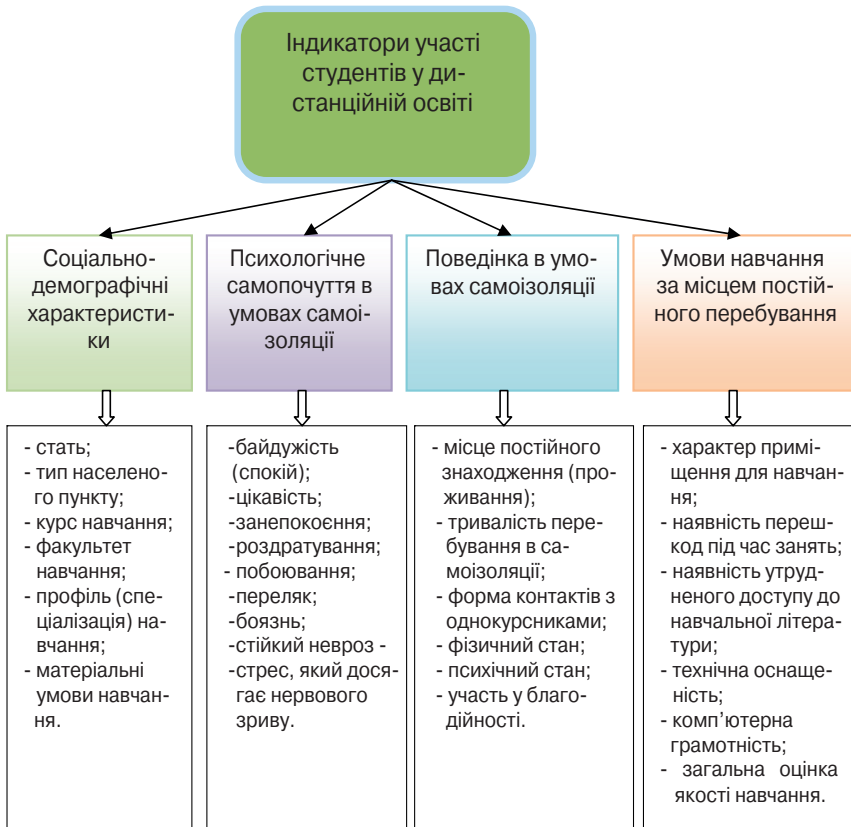 Індикатори участі
студентів у ди-
станційній освіті
Соціально-
демографічні
характеристи-
ки
Психологічне
самопочуття в
умовах самоі-
золяції
Поведінка в умо-
вах самоізоляції
Умови навчання
за місцем постій-
ного перебування
- стать;
- тип населено-
го пункту;
- курс навчання;
- факультет
навчання;
- профіль (спе-
ціалізація) на-
вчання;
- матеріальні
умови навчан-
ня.
-байдужість
(спокій);
-цікавість;
-занепокоєння;
-роздратування;
- побоювання;
-переляк;
-боязнь;
-стійкий невроз -
-стрес, який дося-
гає нервового
зриву.
- місце постійного
знаходження (про-
живання);
- тривалість пере-
бування в са-
моізоляції;
- форма контактів з
однокурсниками;
- фізичний стан;
- психічний стан;
- участь у благо-
дійності.
- характер примі-
щення для навчан-
ня;
- наявність переш-
код під час занять;
- наявність утруд-
неного доступу до
навчальної літера-
тури;
- технічна оснаще-
ність;
- комп’ютерна
грамотність;
- загальна оцінка
якості навчання.